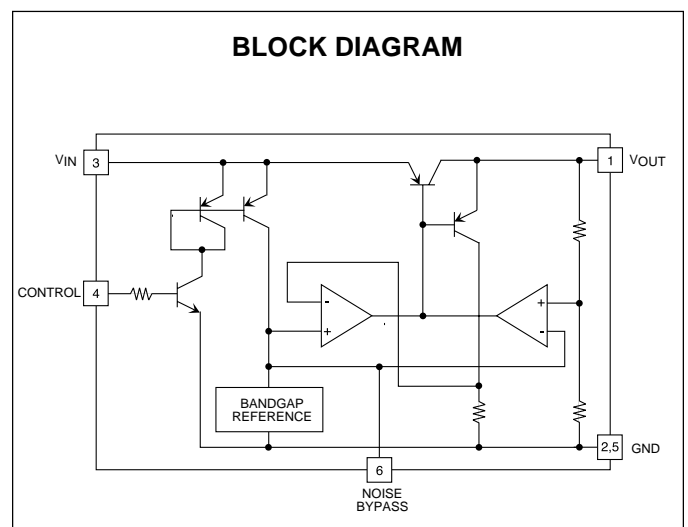 BLOCK DIAGRAM
VIN
3
1
VOUT
CONTROL
4
-
+
+
-
BANDGAP
REFERENCE
2,5
GND
6
NOISE
BYPASS